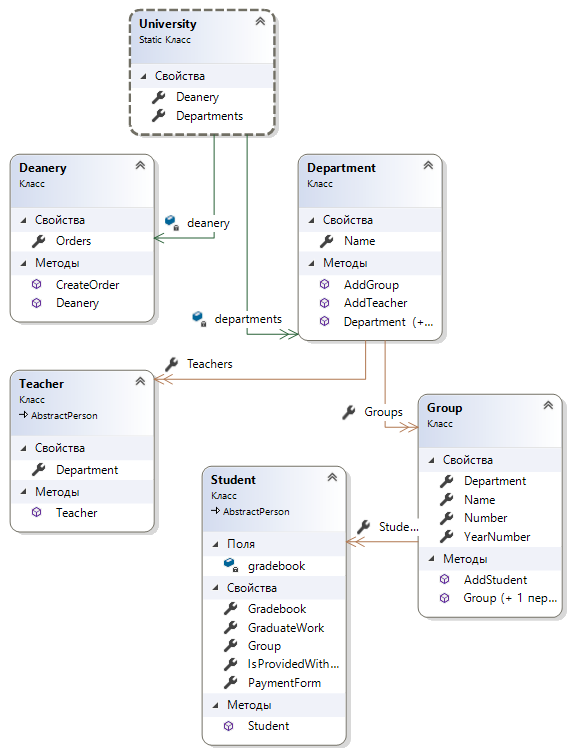 University
Static Класс
Свойства
Deanery
Departments
Deanery
Класс
Свойства
Orders
Методы
CreateOrder
Deanery
deanery
Department
Класс
Свойства
Name
Методы
AddGroup
AddTeacher
Department (+...
departments
Teachers
Teacher
Класс
AbstractPerson
Свойства
Department
Методы
Teacher
Groups
Group
Класс
Свойства
Department
Name
Number
YearNumber
Методы
AddStudent
Group (+ 1 пер...
Stude...
Student
Класс
AbstractPerson
Поля
gradebook
Свойства
Gradebook
GraduateWork
Group
IsProvidedWith...
PaymentForm
Методы
Student